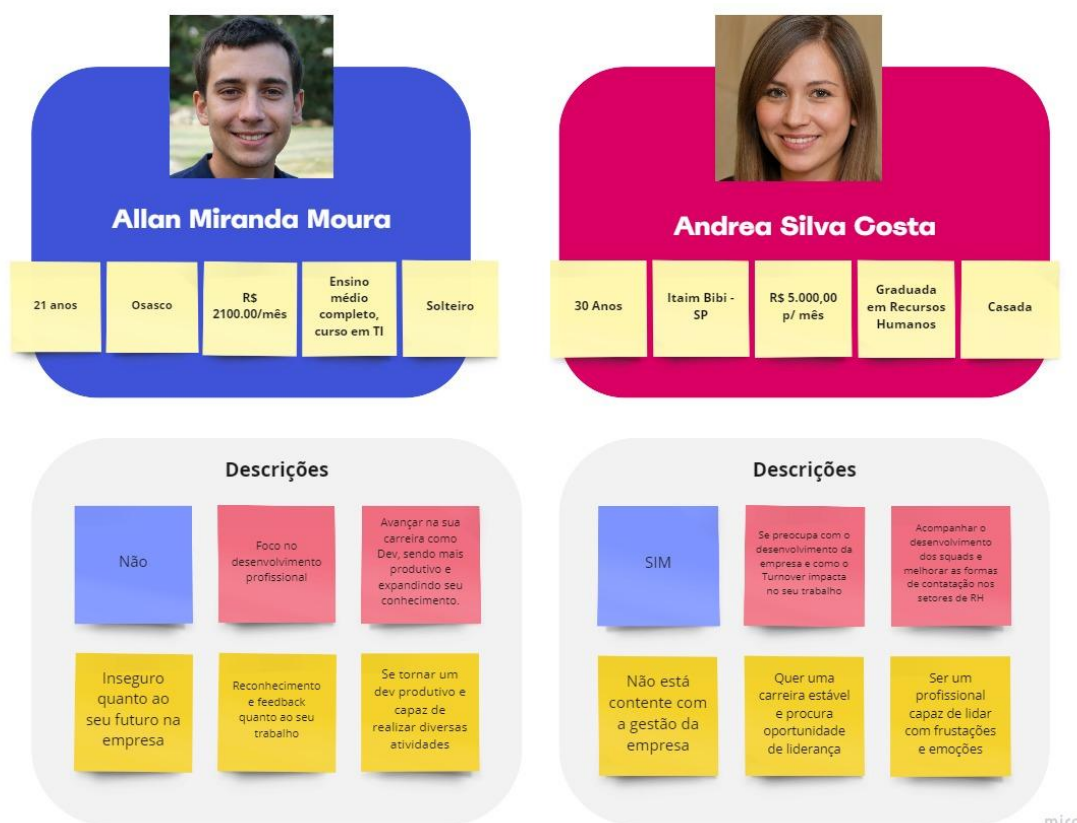 Allan Miranda Moura
21 anos
Osasco
R$
2100.00/mês
Ensino
médio
completo,
curso em TI
Solteiro
Andrea Silva Costa
30 Anos
Itaim Bibi -
SP
R$ 5.000,00
p/ mês
Graduada
em Recursos
Humanos
Casada
Descrições
Não
Foco no
desenvolvimento
profissional
Avançar na sua
carreira como
Dev, sendo mais
produtivo e
expandindo seu
conhecimento.
Inseguro
quanto ao
seu futuro na
empresa
Reconhecimento
e feedback
quanto ao seu
trabalho
Se tornar um
dev produtivo e
capaz de
realizar diversas
atividades
Descrições
SIM
Se preocupa com o
desenvolvimento da
empresa e como o
Turnover impacta
no seu trabalho
Acompanhar o
desenvolvimento
dos squads e
melhorar as formas
de contatação nos
setores de RH
Não está
contente com
a gestão da
empresa
Quer uma
carreira estável
e procura
oportunidade
de liderança
Ser um
profissional
capaz de lidar
com frustações
e emoções